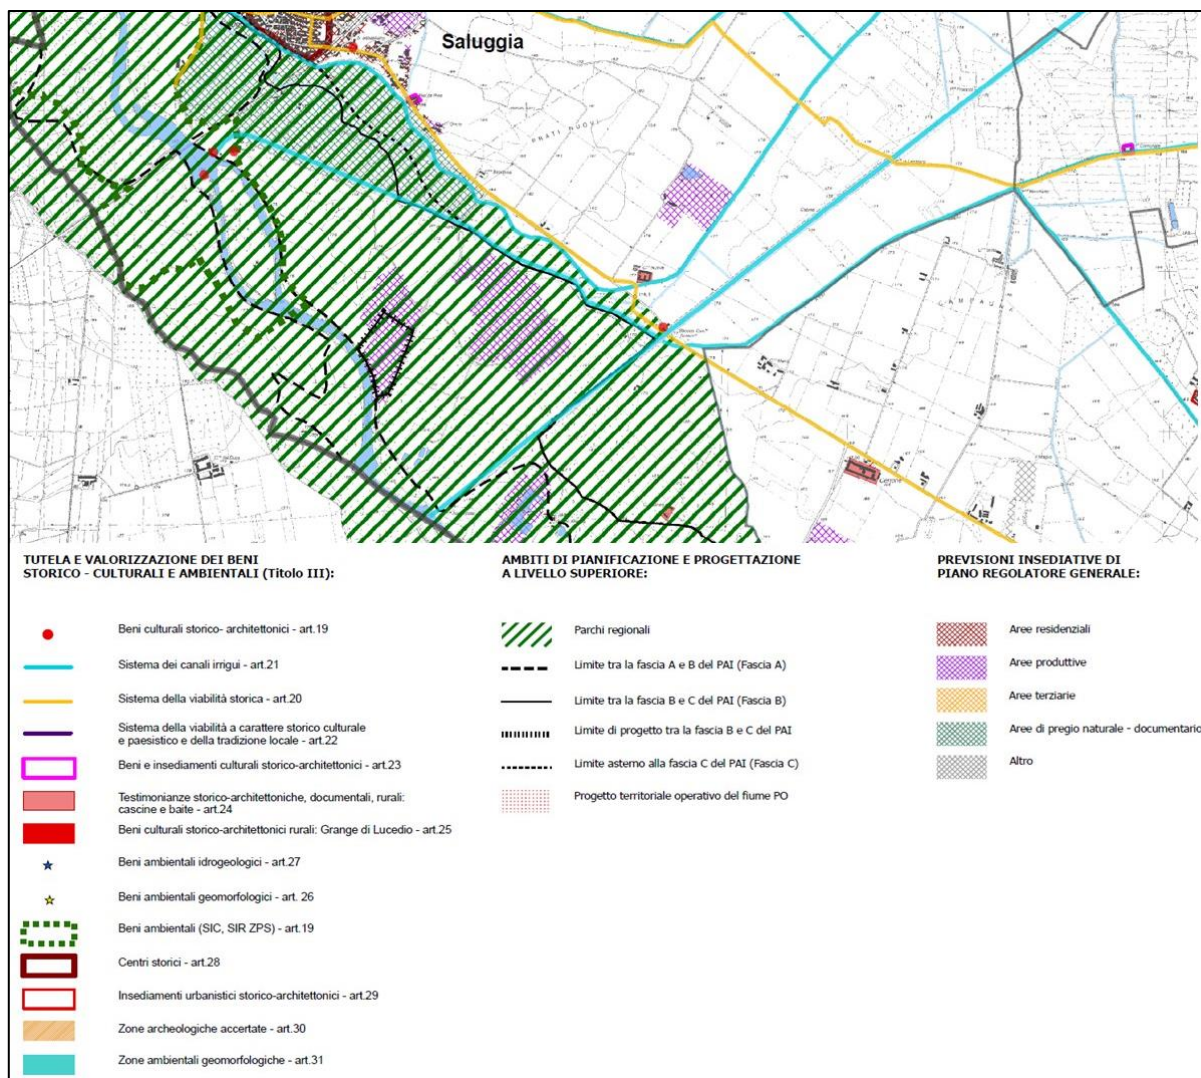 Saluggia
PRATI NUOVI
CAMPAGNE
TUTELA E VALORIZZAZIONE DEI BENI
STORICO - CULTURALI E AMBIENTALI (Titolo III):
Beni culturali storico- architettonici - art.19
Sistema dei canali irrigui - art.21
Sistema della viabilità storica - art.20
Sistema della viabilità a carattere storico culturale
e paesistico e della tradizione locale - art.22
Beni e insediamenti culturali storico-architettonici - art.23
Testimonianze storico-architettoniche, documentali, rurali:
cascine e baite - art.24
Beni culturali storico-architettonici rurali: Grange di Lucedio - art.25
Beni ambientali idrogeologici - art.27
Beni ambientali geomorfologici - art. 26
Beni ambientali (SIC, SIR ZPS) - art.19
Centri storici - art.28
Insediamenti urbanistici storico-architettonici - art.29
Zone archeologiche accertate - art.30
Zone ambientali geomorfologiche - art.31
AMBITI DI PIANIFICAZIONE E PROGETTAZIONE
A LIVELLO SUPERIORE:
Parchi regionali
Limite tra la fascia A e B del PAI (Fascia A)
Limite tra la fascia B e C del PAI (Fascia B)
Limite di progetto tra la fascia B e C del PAI
Limite asterno alla fascia C del PAI (Fascia C)
Progetto territoriale operativo del fiume PO
PREVISIONI INSEDIATIVE DI
PIANO REGOLATORE GENERALE:
Aree residenziali
Aree produttive
Aree terziarie
Aree di pregio naturale - documentario
Altro